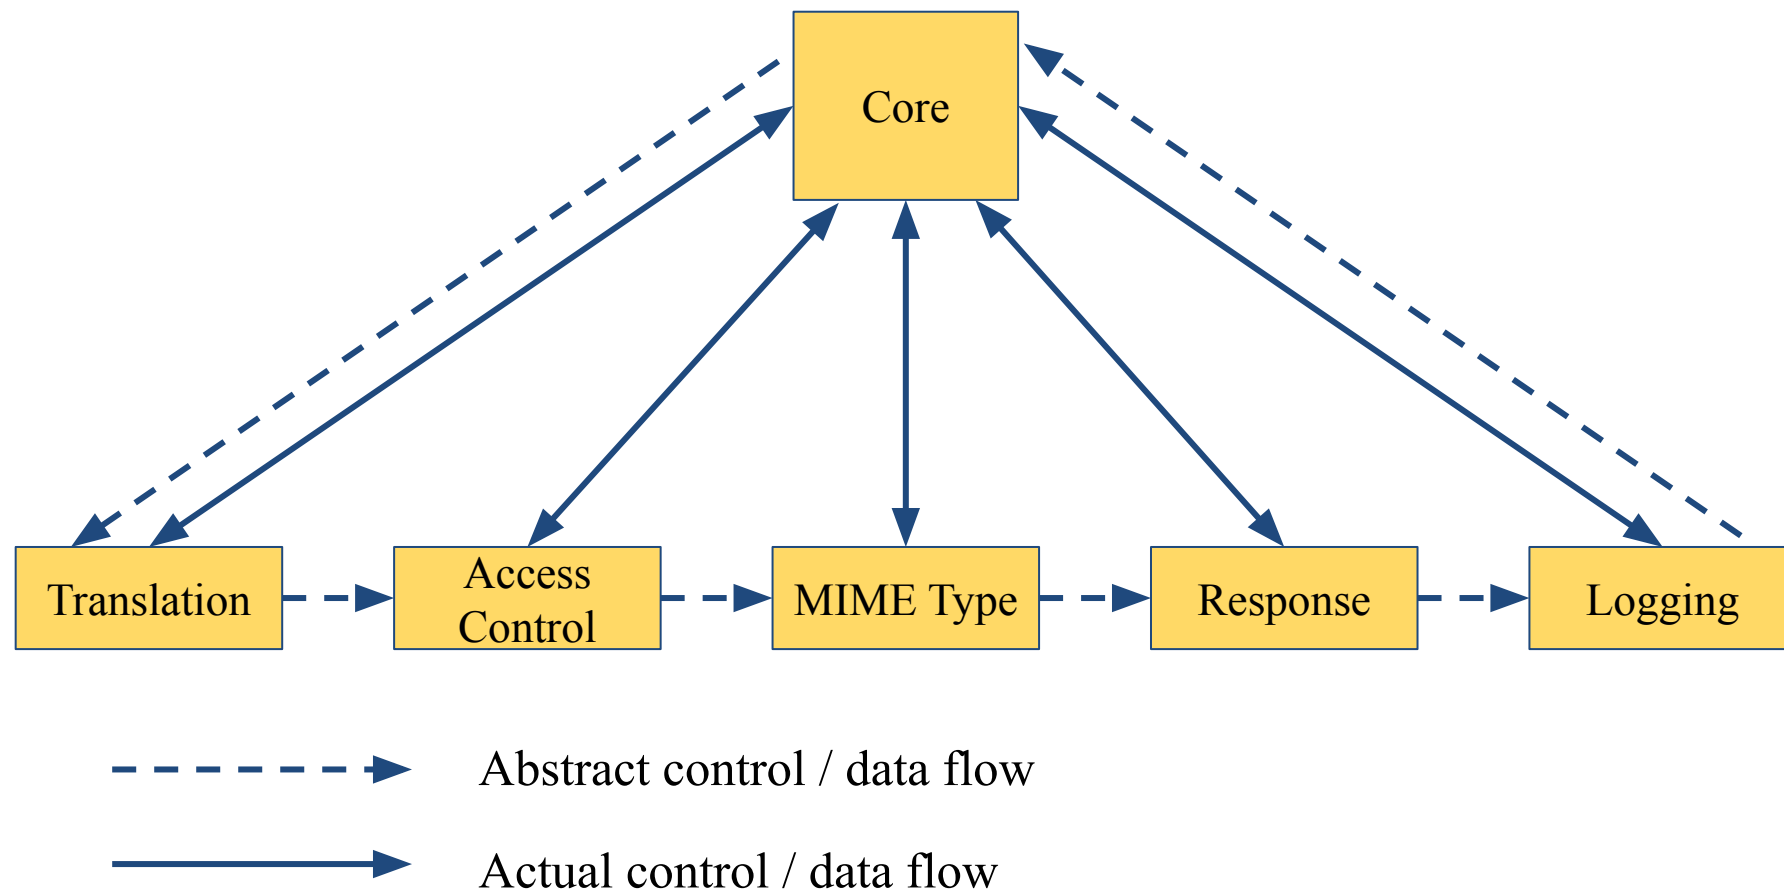 Core
Translation
Access
Control
MIME Type
Response
Logging
Abstract control / data flow
Actual control / data flow